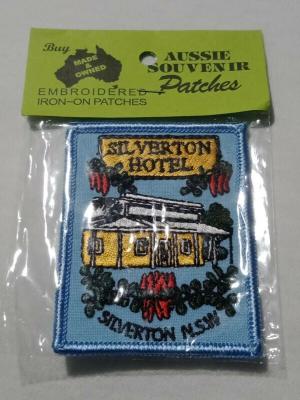 Buy
MADE
& OWNED
EMBROIDERED
IRON-ON PATCHES
AUSSIE
SOUVENIR
Patches
SILVERTON
HOTEL
SILVERTON N.S.W